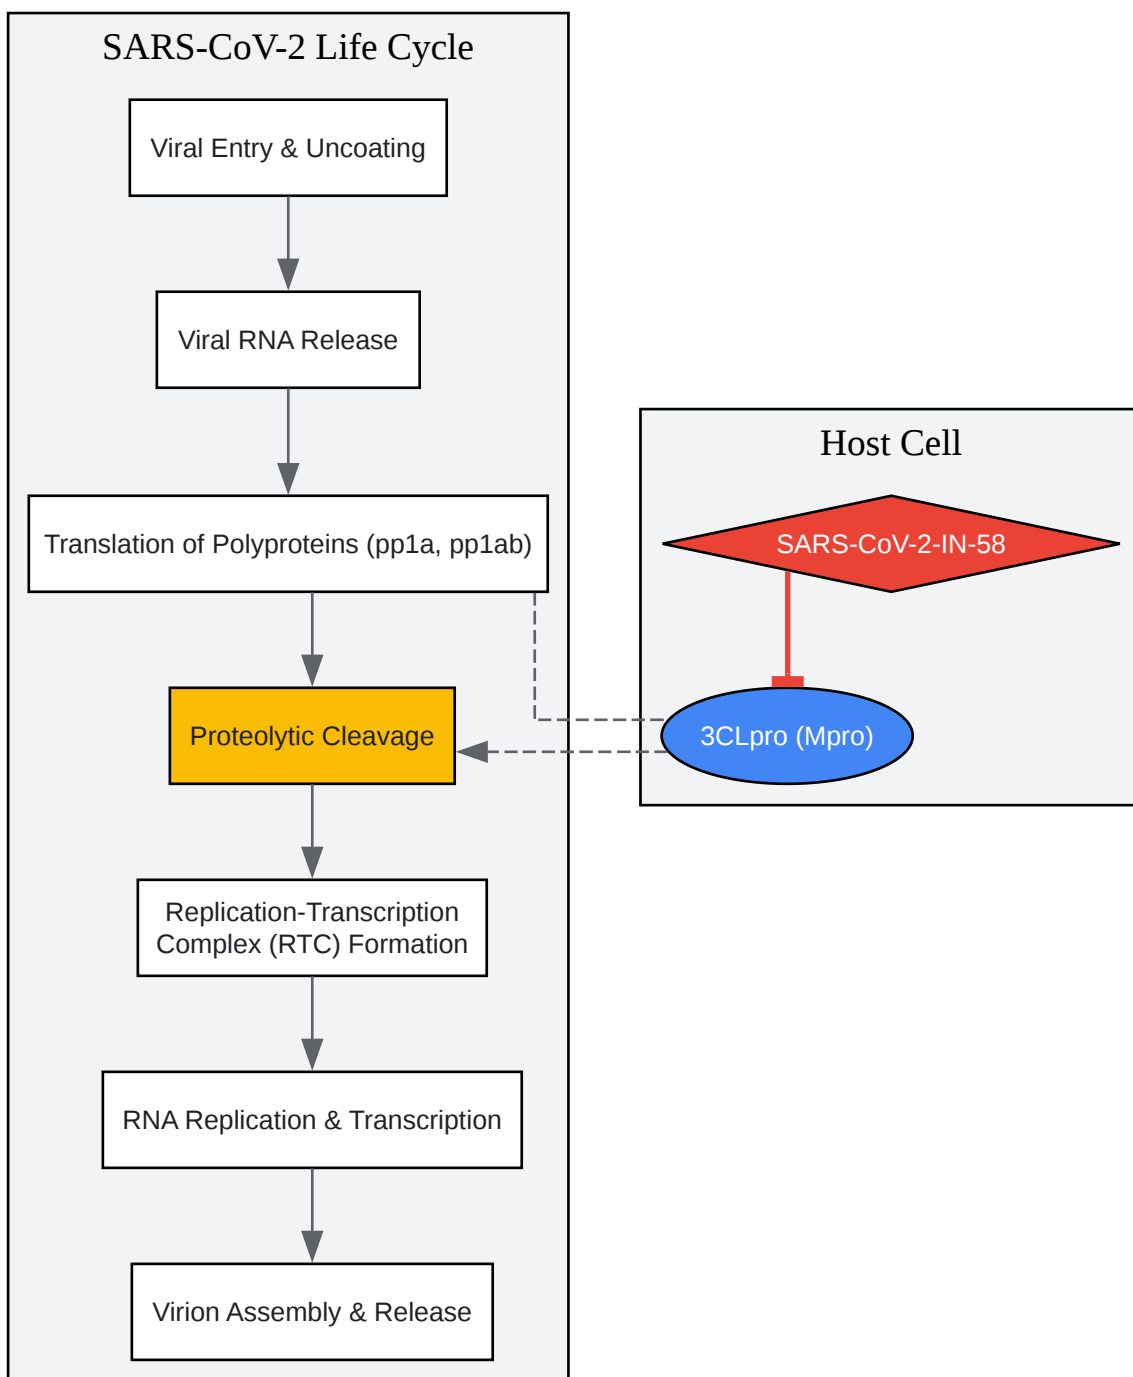 SARS-CoV-2 Life Cycle
Viral Entry & Uncoating
Viral RNA Release
Translation of Polyproteins (pp1a, pp1ab)
Proteolytic Cleavage
Replication-Transcription
Complex (RTC) Formation
RNA Replication & Transcription
Virion Assembly & Release
Host Cell
SARS-CoV-2-IN-58
3CLpro (Mpro)